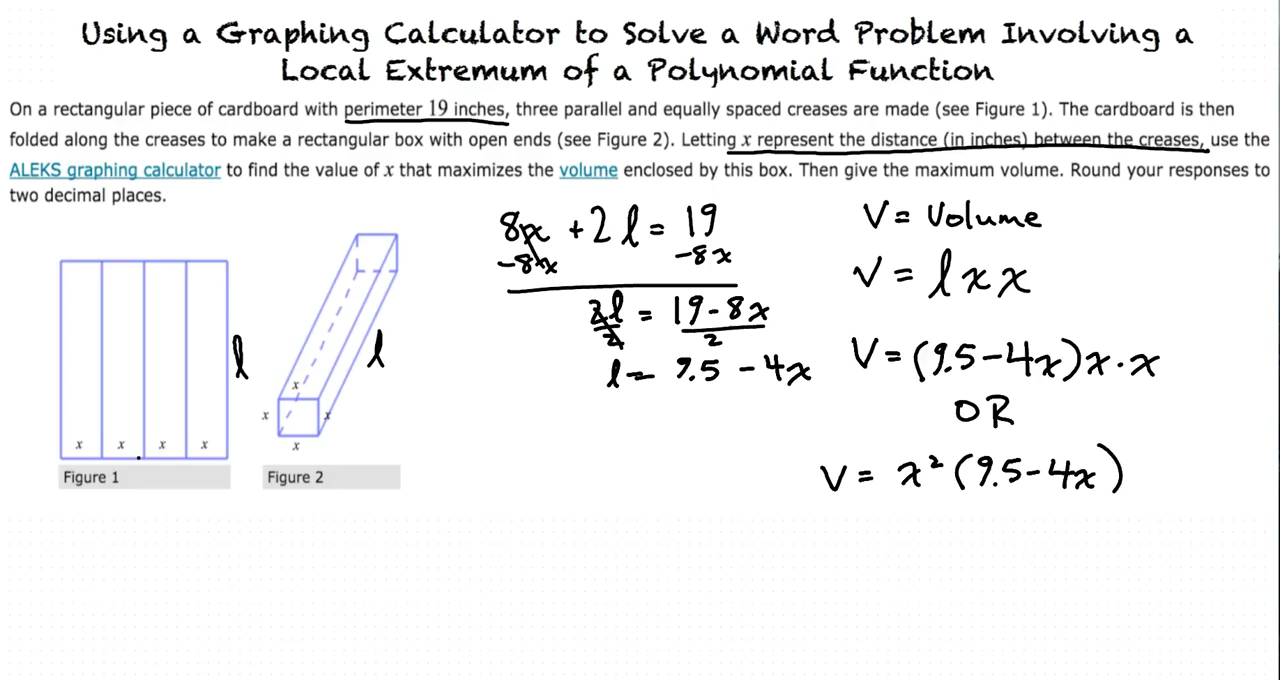 Using a Graphing Calculator to Solve a Word Problem Involving a
Local Extremum of a Polynomial Function
On a rectangular piece of cardboard with perimeter 19 inches, three parallel and equally spaced creases are made (see Figure 1). The cardboard is then
folded along the creases to make a rectangular box with open ends (see Figure 2). Letting x represent the distance (in inches) between the creases, use the
ALEKS graphing calculator to find the value of x that maximizes the volume enclosed by this box. Then give the maximum volume. Round your responses to
two decimal places.
8x + 2l = 19
-8x -8x
2l = 19-8x
2 2
l = 9.5 - 4x
V = Volume
V = l x x
V = (9.5-4x)x·x
OR
V = x² (9.5-4x)
l
x x x x
Figure 1
l
x
x x
x
Figure 2